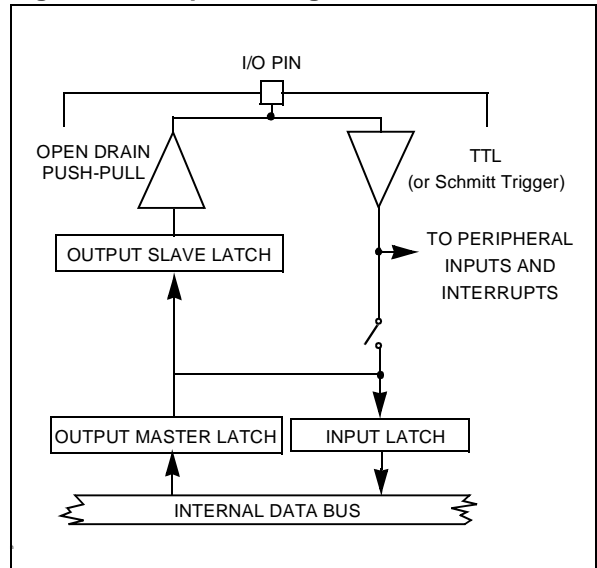 I/O PIN
OPEN DRAIN
PUSH-PULL
TTL
(or Schmitt Trigger)
OUTPUT SLAVE LATCH
TO PERIPHERAL
INPUTS AND
INTERRUPTS
OUTPUT MASTER LATCH
INPUT LATCH
INTERNAL DATA BUS